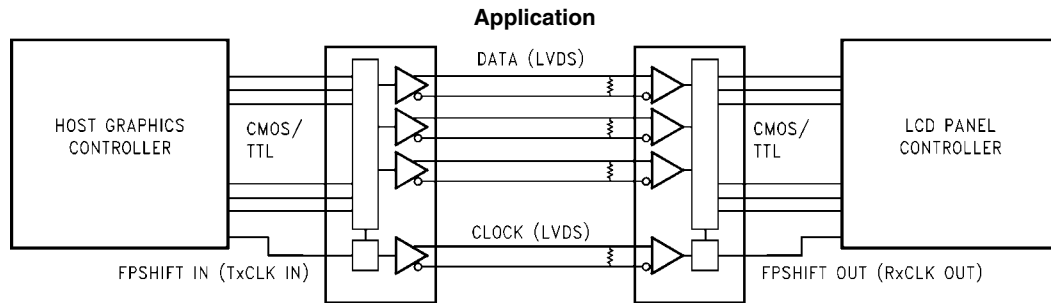 Application
DATA (LVDS)
HOST GRAPHICS
CONTROLLER
CMOS/
TTL
CMOS/
TTL
LCD PANEL
CONTROLLER
CLOCK (LVDS)
FPSHIFT IN (TxCLK IN)
FPSHIFT OUT (RxCLK OUT)